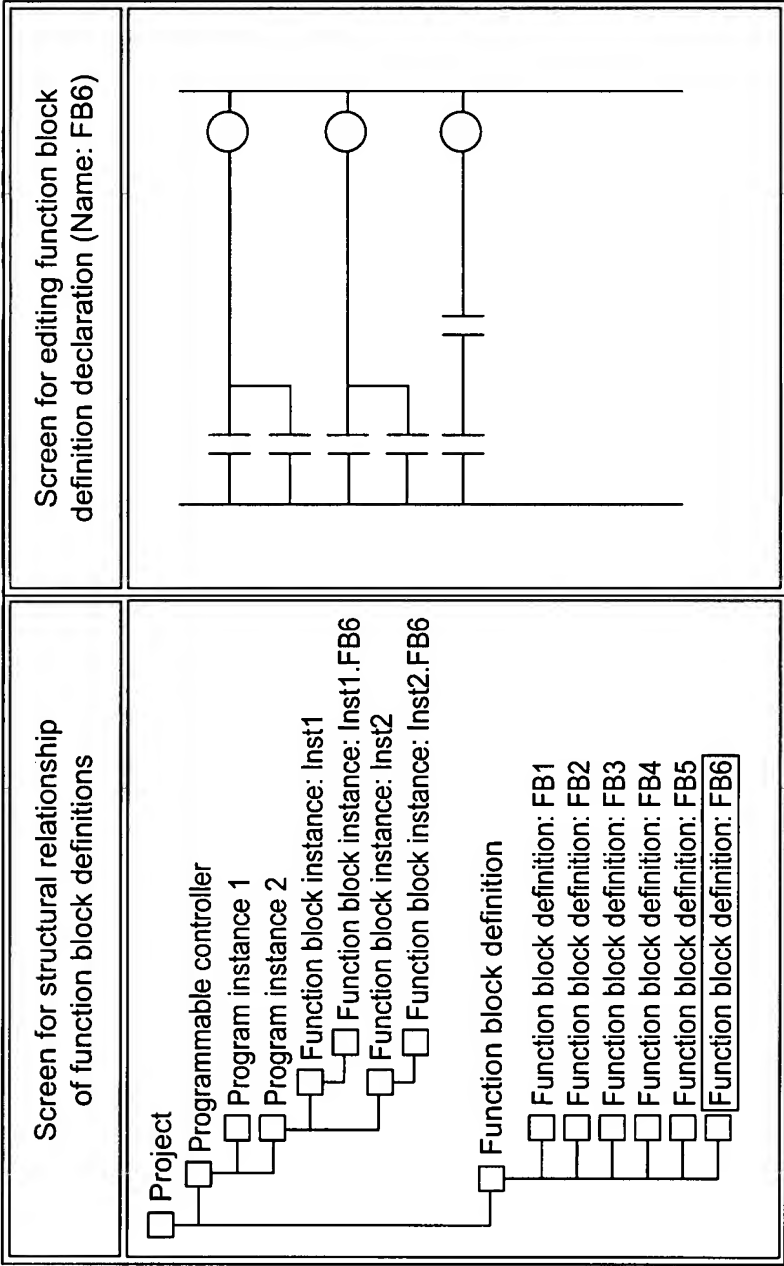 Screen for structural relationship
of function block definitions
Project
Programmable controller
Program instance 1
Program instance 2
Function block instance: Inst1
Function block instance: Inst1.FB6
Function block instance: Inst2
Function block instance: Inst2.FB6
Function block definition
Function block definition: FB1
Function block definition: FB2
Function block definition: FB3
Function block definition: FB4
Function block definition: FB5
Function block definition: FB6
Screen for editing function block
definition declaration (Name: FB6)